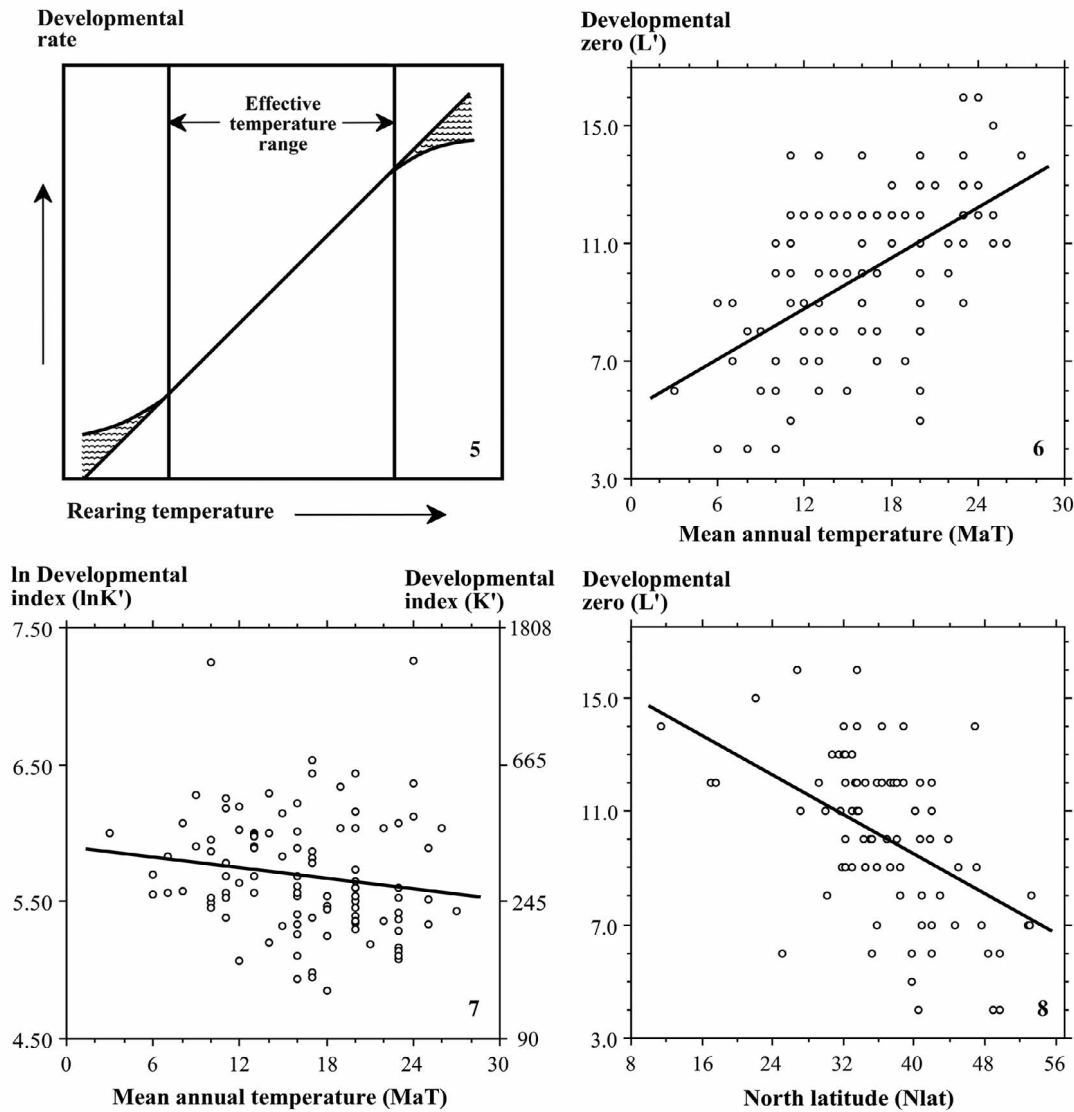 Developmental
rate
Effective
temperature
range
5
Rearing temperature
Developmental
zero (L')
15.0
11.0
7.0
3.0
6
0 6 12 18 24 30
Mean annual temperature (MaT)
ln Developmental
index (lnK')
Developmental
index (K')
7.50
6.50
5.50
4.50
1808
665
245
90
7
0 6 12 18 24 30
Mean annual temperature (MaT)
Developmental
zero (L')
15.0
11.0
7.0
3.0
8
8 16 24 32 40 48 56
North latitude (Nlat)